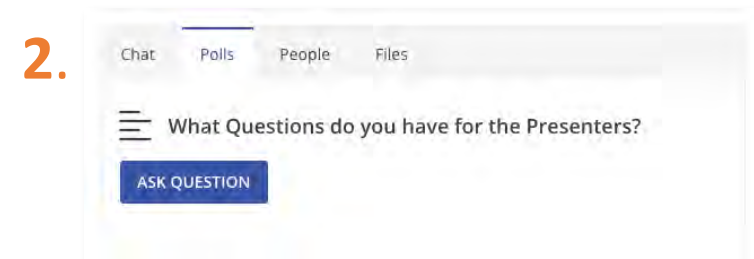 2.
Chat Polls People Files
What Questions do you have for the Presenters?
ASK QUESTION